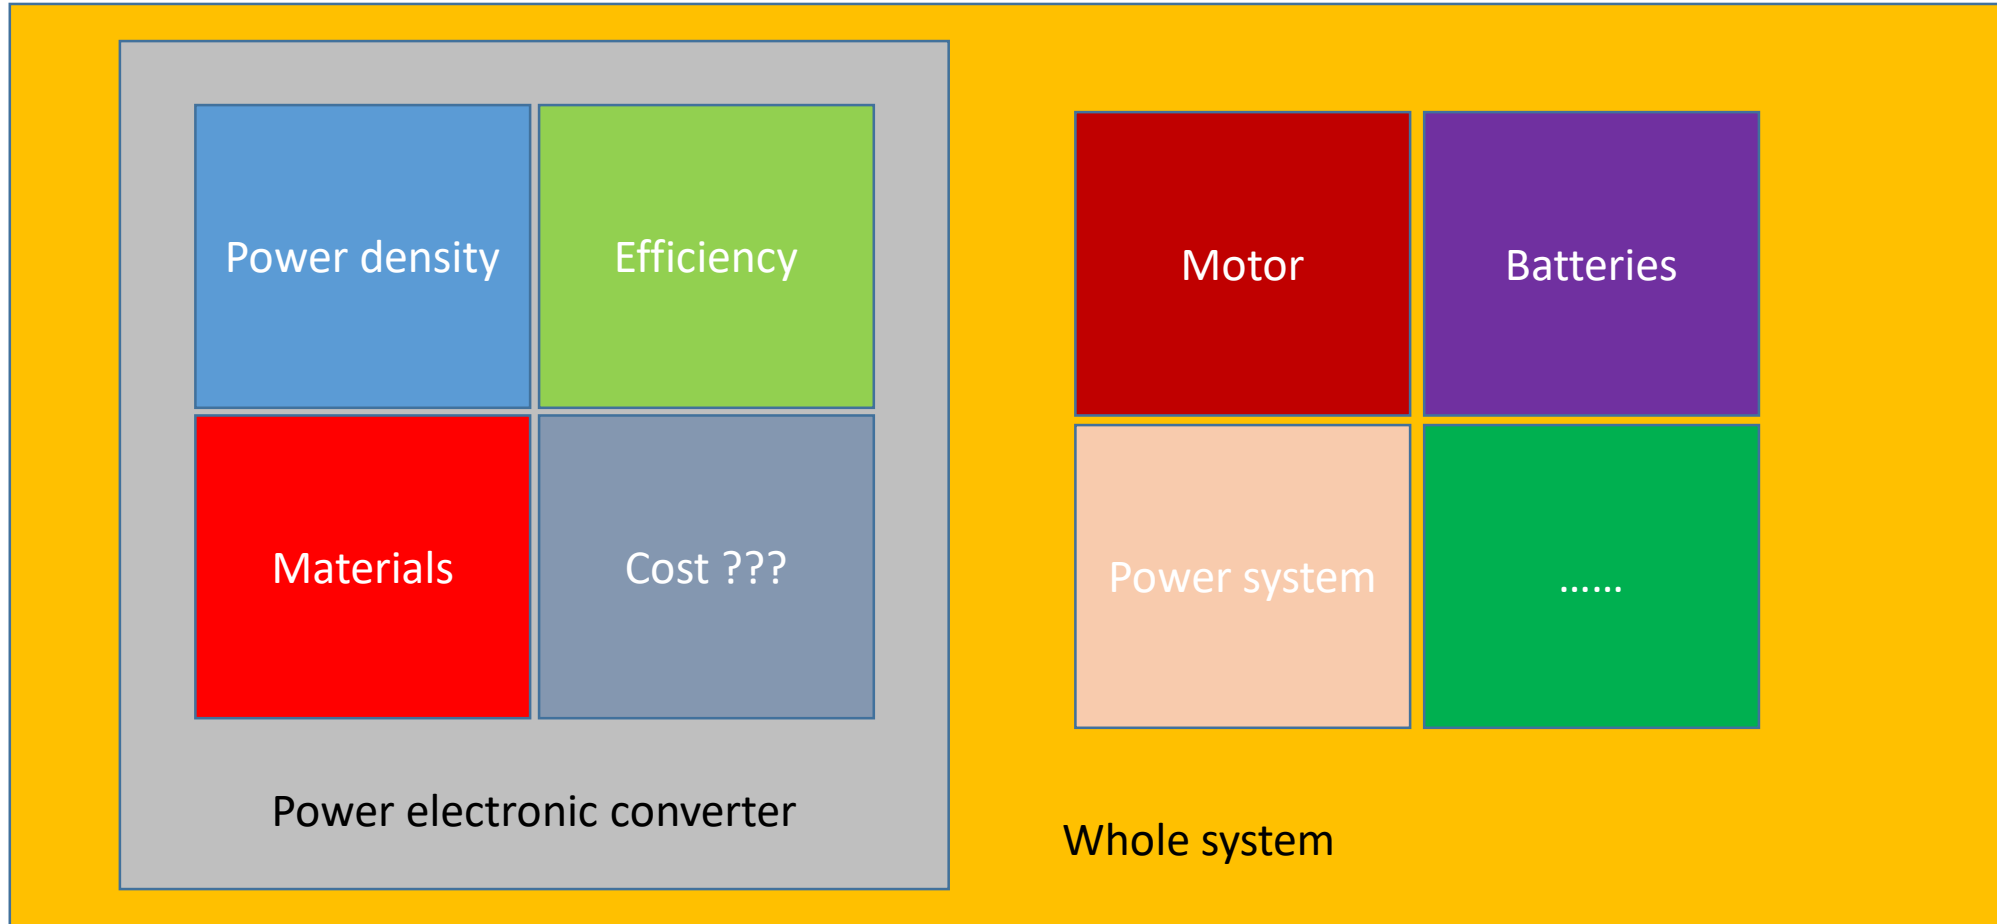 Power density
Efficiency
Materials
Cost ???
Power electronic converter
Motor
Batteries
Power system
……
Whole system